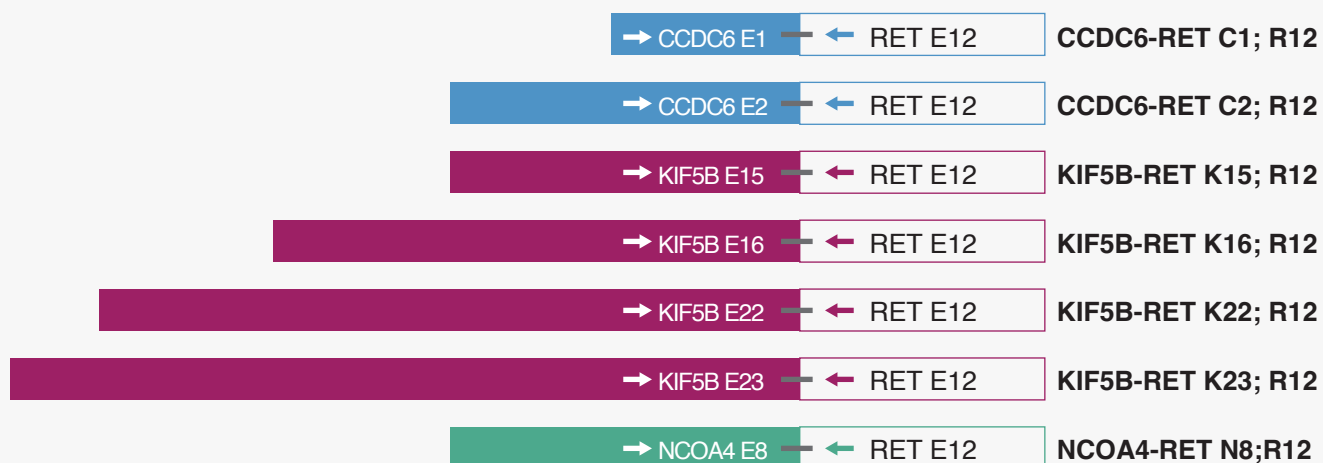 CCDC6 E1 RET E12 CCDC6-RET C1; R12
CCDC6 E2 RET E12 CCDC6-RET C2; R12
KIF5B E15 RET E12 KIF5B-RET K15; R12
KIF5B E16 RET E12 KIF5B-RET K16; R12
KIF5B E22 RET E12 KIF5B-RET K22; R12
KIF5B E23 RET E12 KIF5B-RET K23; R12
NCOA4 E8 RET E12 NCOA4-RET N8;R12